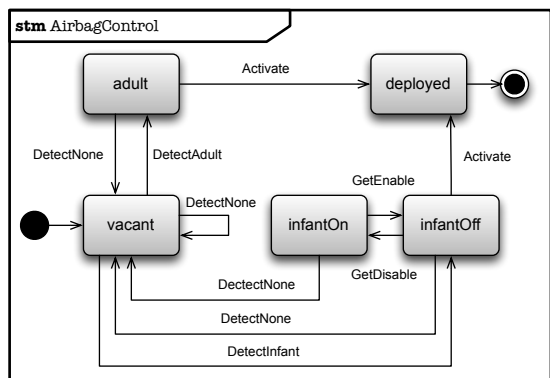 stm AirbagControl
adult
Activate
deployed
DetectNone
DetectAdult
Activate
DetectNone
GetEnable
vacant
infantOn
infantOff
GetDisable
DectectNone
DetectNone
DetectInfant